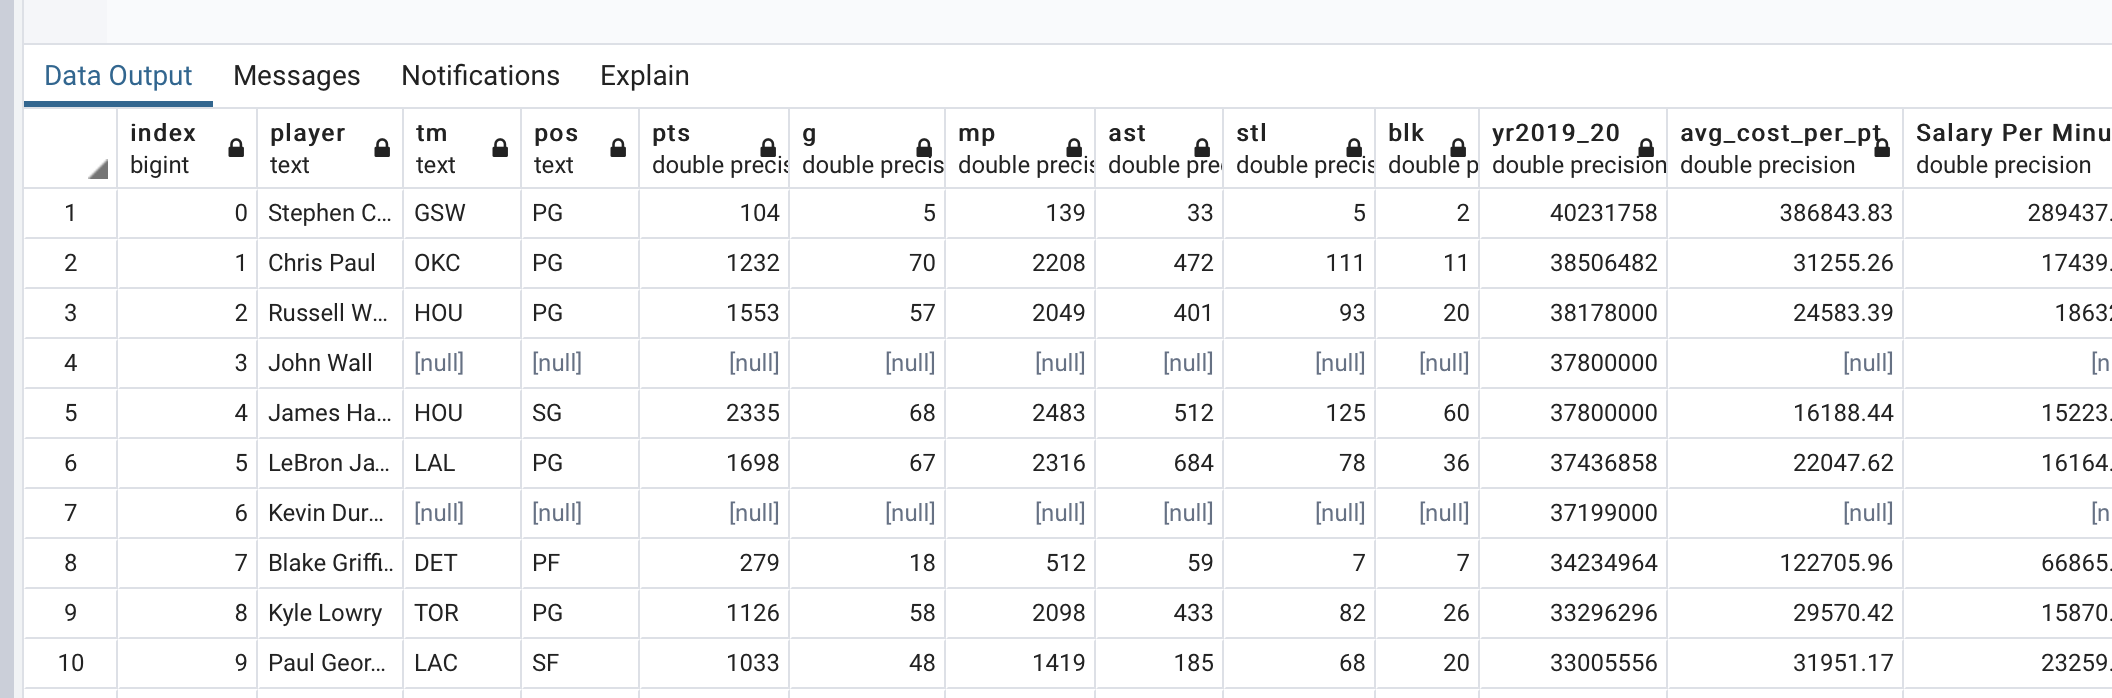 Data Output Messages Notifications Explain
index player tm pos pts g mp ast stl blk yr2019_20 avg_cost_per_pt Salary Per Minu
bigint text text text double precis double precis double precis double pre double precis double p double precision double precision double precision
1 0 Stephen C... GSW PG 104 5 139 33 5 2 40231758 386843.83 289437.
2 1 Chris Paul OKC PG 1232 70 2208 472 111 11 38506482 31255.26 17439.
3 2 Russell W... HOU PG 1553 57 2049 401 93 20 38178000 24583.39 1863
4 3 John Wall [null] [null] [null] [null] [null] [null] [null] [null] 37800000 [null] [n
5 4 James Ha... HOU SG 2335 68 2483 512 125 60 37800000 16188.44 15223.
6 5 LeBron Ja... LAL PG 1698 67 2316 684 78 36 37436858 22047.62 16164.
7 6 Kevin Dur... [null] [null] [null] [null] [null] [null] [null] [null] 37199000 [null] [n
8 7 Blake Griffi... DET PF 279 18 512 59 7 7 34234964 122705.96 66865.
9 8 Kyle Lowry TOR PG 1126 58 2098 433 82 26 33296296 29570.42 15870.
10 9 Paul Geor... LAC SF 1033 48 1419 185 68 20 33005556 31951.17 23259.